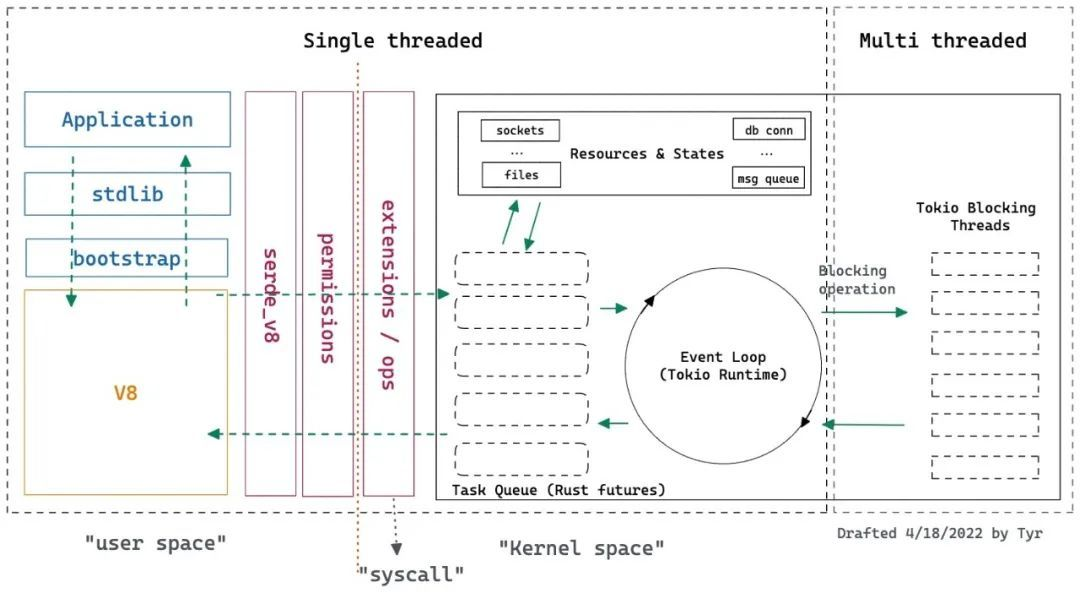 Single threaded
Multi threaded
Application
stdlib
bootstrap
V8
serde_v8
permissions
extensions / ops
sockets
...
files
Resources & States
db conn
...
msg queue
Event Loop
(Tokio Runtime)
Task Queue (Rust futures)
Blocking
operation
Tokio Blocking
Threads
"user space"
"syscall"
"Kernel space"
Drafted 4/18/2022 by Tyr